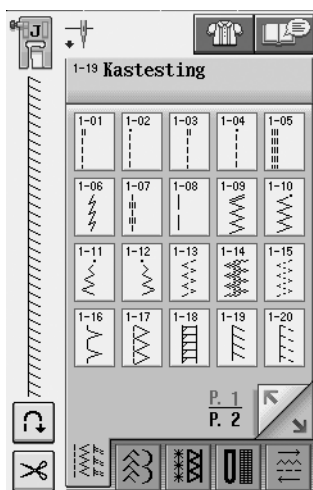 J
1-19 Kastesting
1-01 1-02 1-03 1-04 1-05
1-06 1-07 1-08 1-09 1-10
1-11 1-12 1-13 1-14 1-15
1-16 1-17 1-18 1-19 1-20
P. 1
P. 2